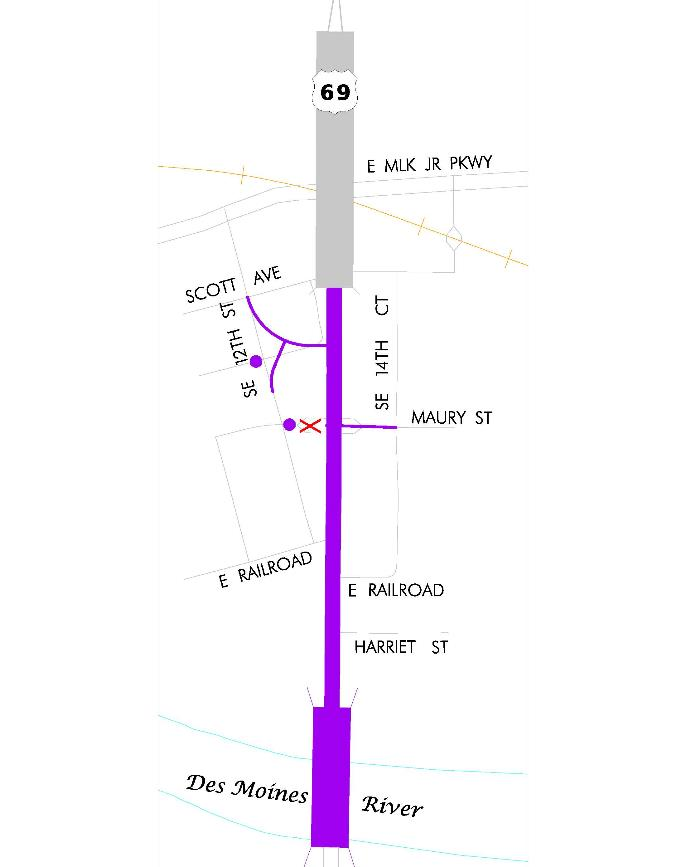 69
E MLK JR PKWY
SCOTT AVE
SE 12TH ST
SE 14TH CT
MAURY ST
E RAILROAD
E RAILROAD
HARRIET ST
Des Moines River